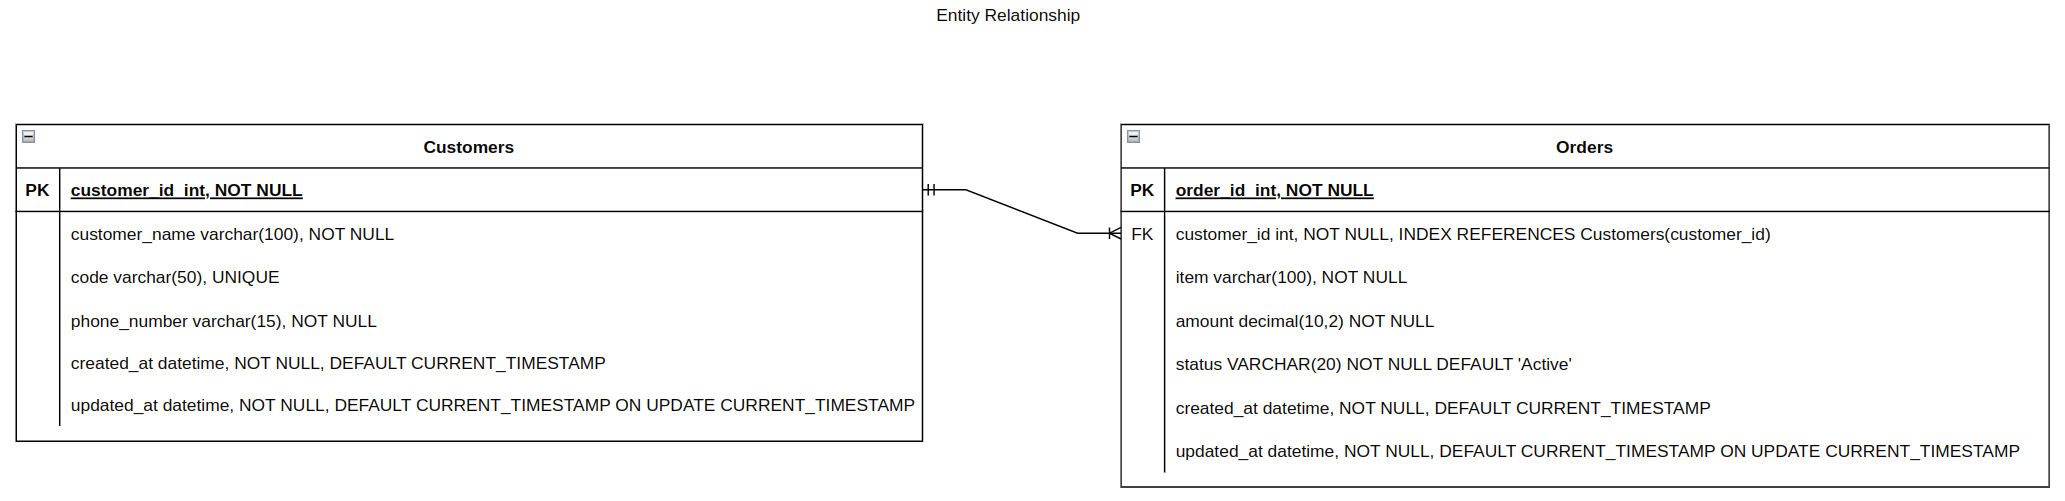 Entity Relationship
Customers
PK customer_id int, NOT NULL
customer_name varchar(100), NOT NULL
code varchar(50), UNIQUE
phone_number varchar(15), NOT NULL
created_at datetime, NOT NULL, DEFAULT CURRENT_TIMESTAMP
updated_at datetime, NOT NULL, DEFAULT CURRENT_TIMESTAMP ON UPDATE CURRENT_TIMESTAMP
Orders
PK order_id int, NOT NULL
FK customer_id int, NOT NULL, INDEX REFERENCES Customers(customer_id)
item varchar(100), NOT NULL
amount decimal(10,2) NOT NULL
status VARCHAR(20) NOT NULL DEFAULT 'Active'
created_at datetime, NOT NULL, DEFAULT CURRENT_TIMESTAMP
updated_at datetime, NOT NULL, DEFAULT CURRENT_TIMESTAMP ON UPDATE CURRENT_TIMESTAMP